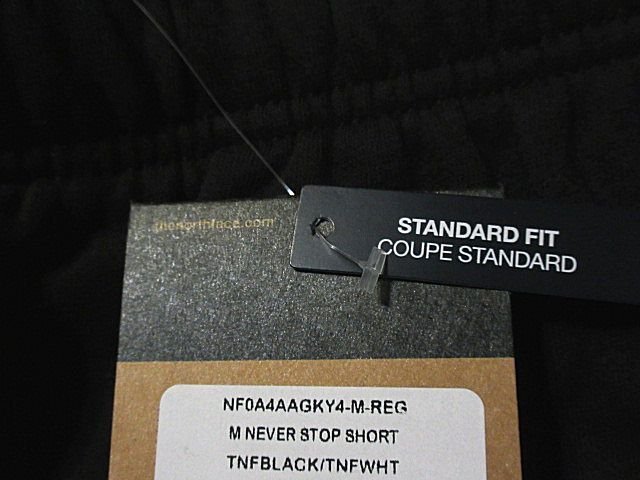 thenorthface.com
STANDARD FIT
COUPE STANDARD
NF0A4AAGKY4-M-REG
M NEVER STOP SHORT
TNFBLACK/TNFWHT